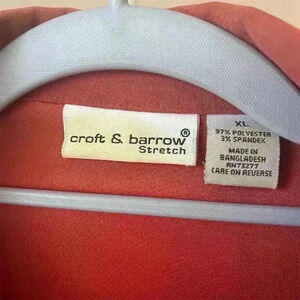 croft & barrow®
Stretch
XL
97% POLYESTER
3% SPANDEX
MADE IN
BANGLADESH
RN73277
CARE ON REVERSE